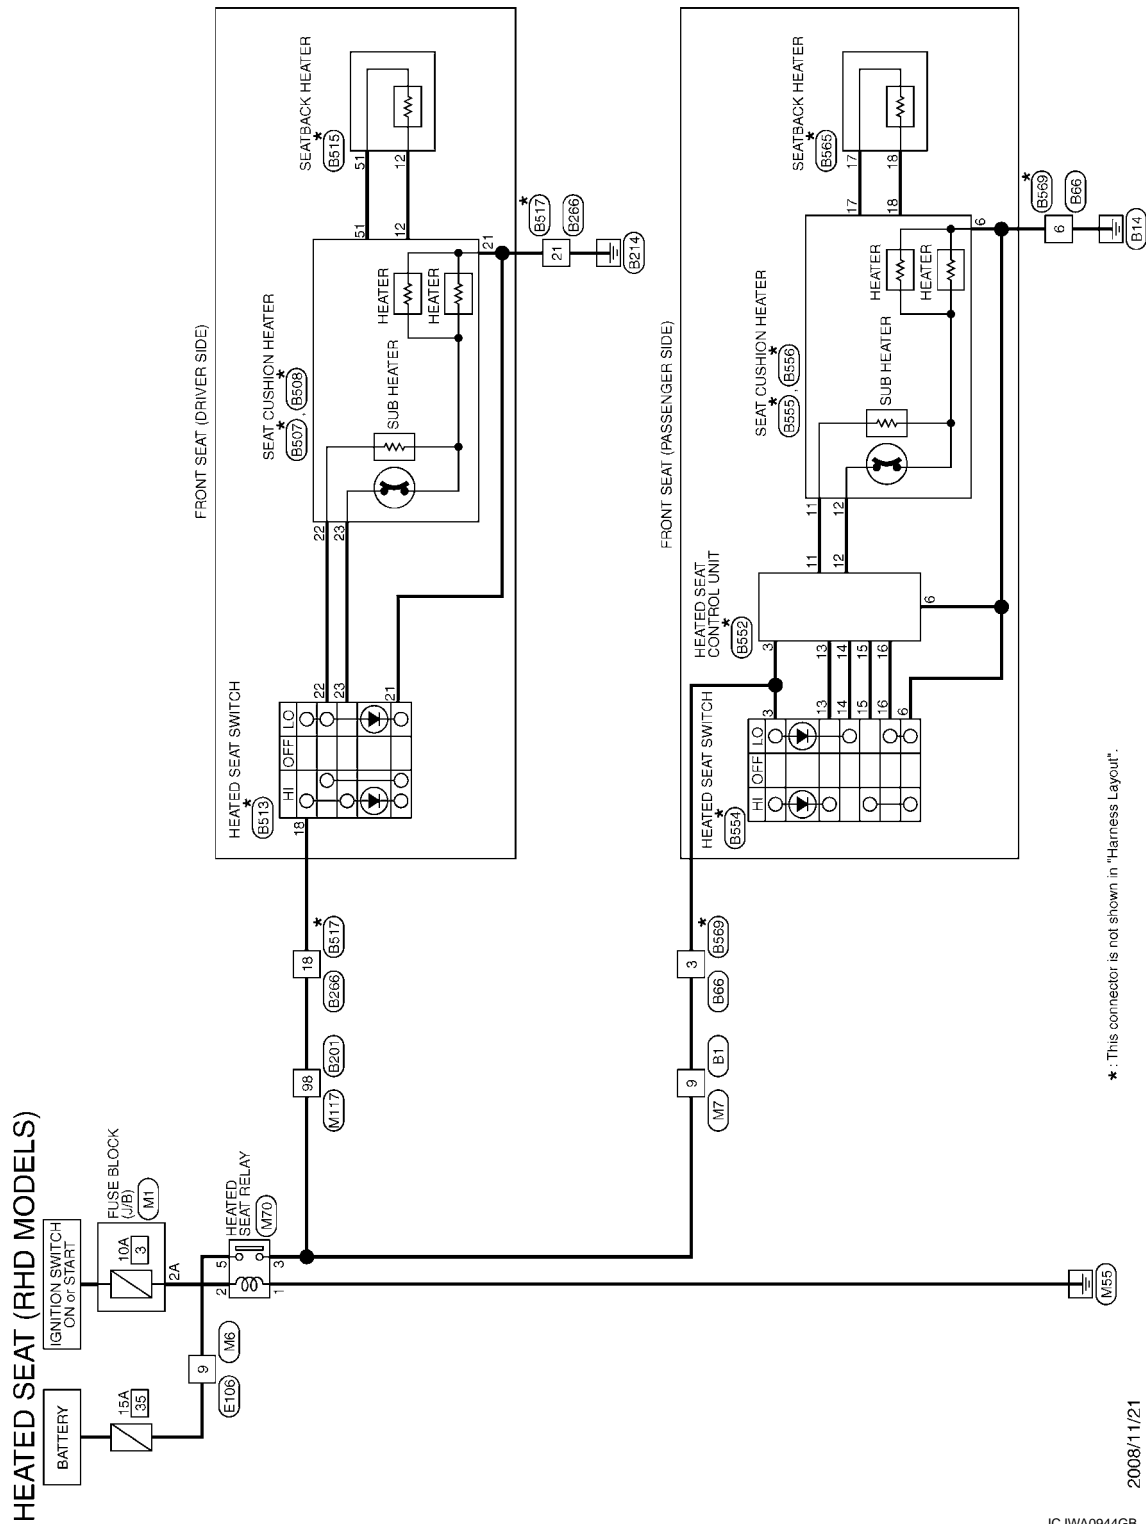 HEATED SEAT (RHD MODELS)
BATTERY
15A
35
IGNITION SWITCH
ON or START
10A
3
FUSE BLOCK
(J/B)
M1
2A
9
E106
M6
5
2
3
1
HEATED
SEAT RELAY
M70
M55
98
M117
B201
18
B266
B517
*
9
M7
B1
3
B66
B569
*
FRONT SEAT (DRIVER SIDE)
HEATED SEAT SWITCH
*
B513
18
HI
OFF
LO
22
23
21
22
23
SEAT CUSHION HEATER
*
*
B507 , B508
SUB HEATER
HEATER
HEATER
21
51
12
51
12
SEATBACK HEATER
*
B515
21
*
B517
B266
B214
FRONT SEAT (PASSENGER SIDE)
HEATED SEAT SWITCH
*
B554
HI
OFF
LO
3
13
14
15
16
6
HEATED SEAT
CONTROL UNIT
*
B552
3
13
14
15
16
6
11
12
11
12
SEAT CUSHION HEATER
*
*
B555 , B556
SUB HEATER
HEATER
HEATER
6
17
18
17
18
SEATBACK HEATER
*
B565
6
*
B569
B66
B14
* : This connector is not shown in "Harness Layout".
2008/11/21
JCJWA0944GB